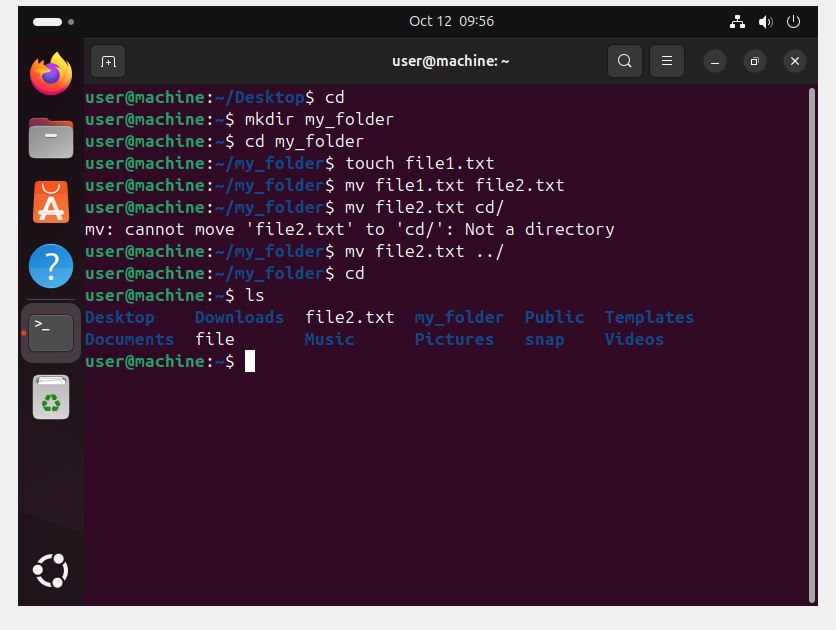 Oct 12 09:56
user@machine: ~
user@machine:~/Desktop$ cd
user@machine:~$ mkdir my_folder
user@machine:~$ cd my_folder
user@machine:~/my_folder$ touch file1.txt
user@machine:~/my_folder$ mv file1.txt file2.txt
user@machine:~/my_folder$ mv file2.txt cd/
mv: cannot move 'file2.txt' to 'cd/': Not a directory
user@machine:~/my_folder$ mv file2.txt ../
user@machine:~/my_folder$ cd
user@machine:~$ ls
Desktop    Downloads  file2.txt  my_folder  Public  Templates
Documents  file       Music      Pictures   snap    Videos
user@machine:~$